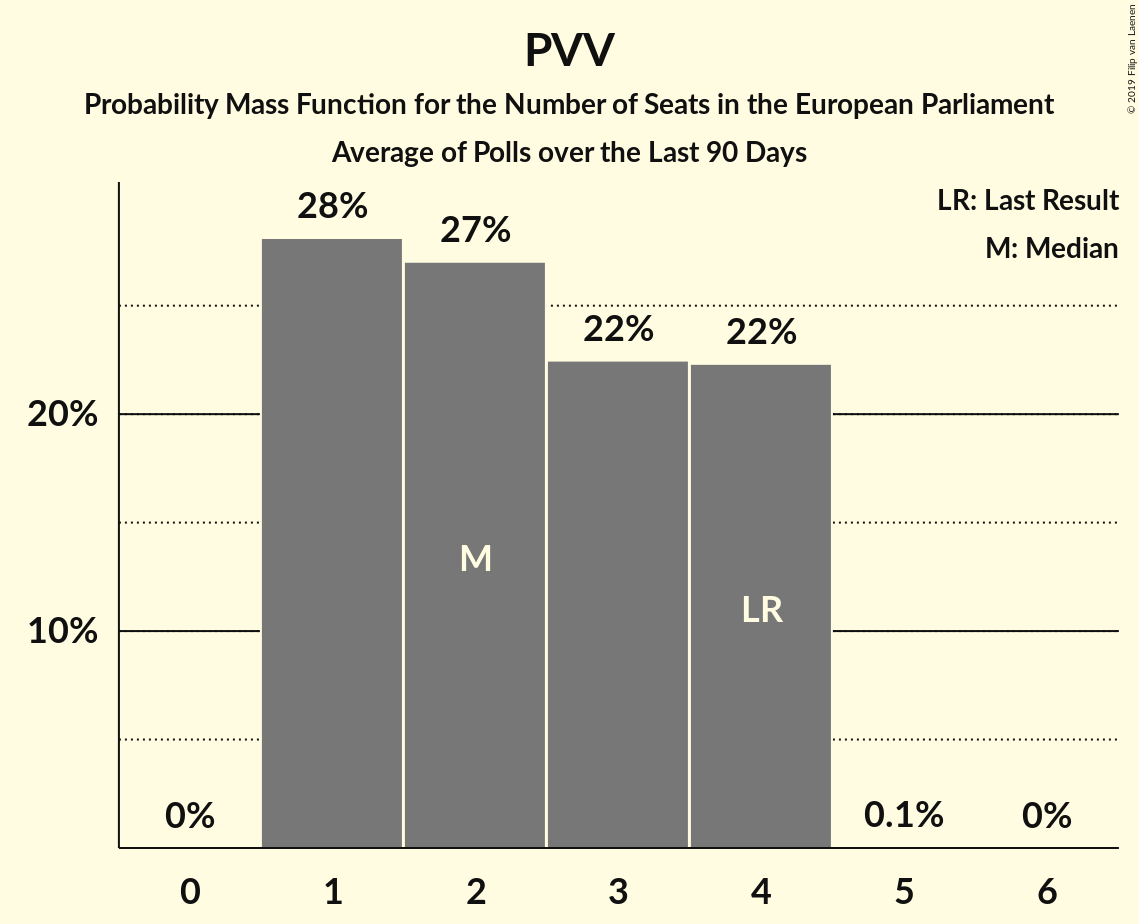 PVV
Probability Mass Function for the Number of Seats in the European Parliament
Average of Polls over the Last 90 Days
© 2019 Filip van Laenen
LR: Last Result
M: Median
28%
27%
22%
22%
20%
M
LR
10%
0%
0.1%
0%
0
1
2
3
4
5
6